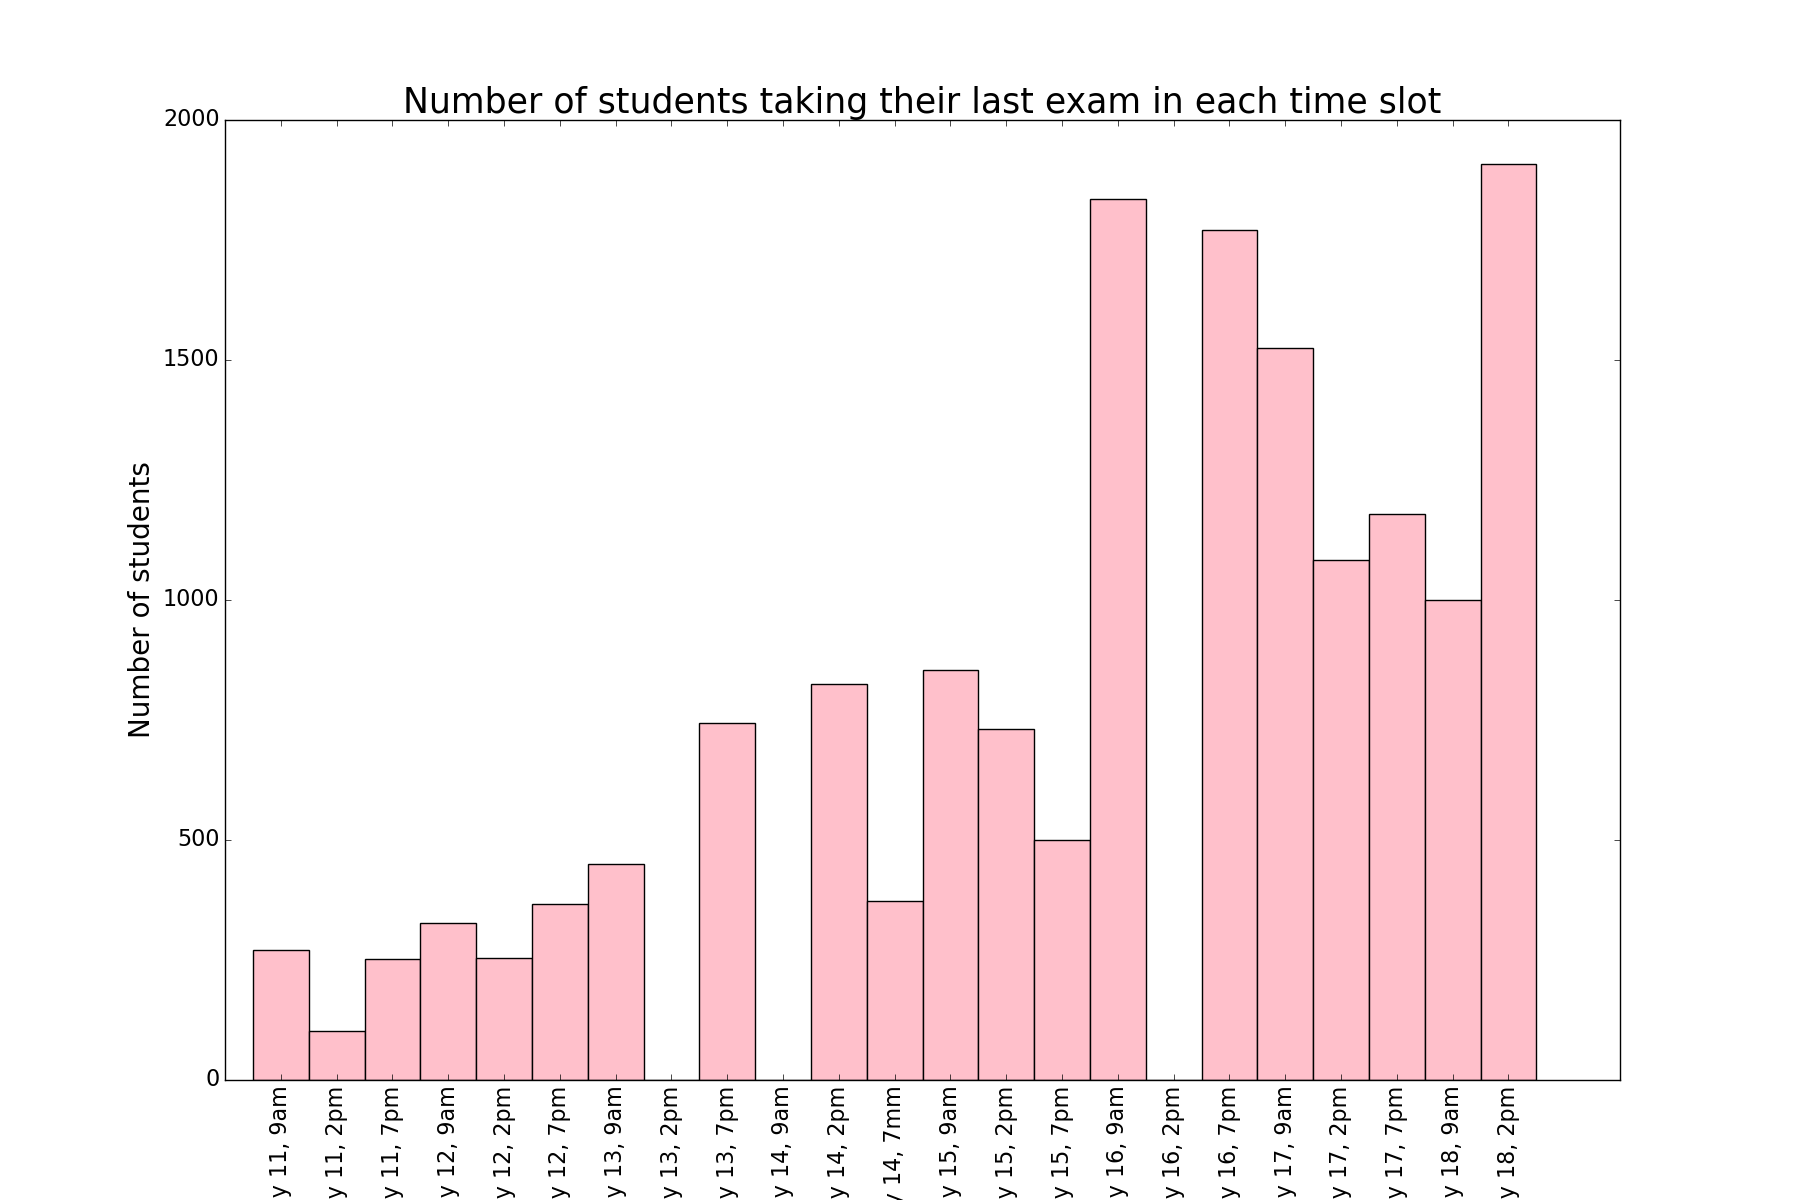 Number of students taking their last exam in each time slot
2000
1500
1000
500
0
Number of students
y 11, 9am
y 11, 2pm
y 11, 7pm
y 12, 9am
y 12, 2pm
y 12, 7pm
y 13, 9am
y 13, 2pm
y 13, 7pm
y 14, 9am
y 14, 2pm
y 14, 7mm
y 15, 9am
y 15, 2pm
y 15, 7pm
y 16, 9am
y 16, 2pm
y 16, 7pm
y 17, 9am
y 17, 2pm
y 17, 7pm
y 18, 9am
y 18, 2pm